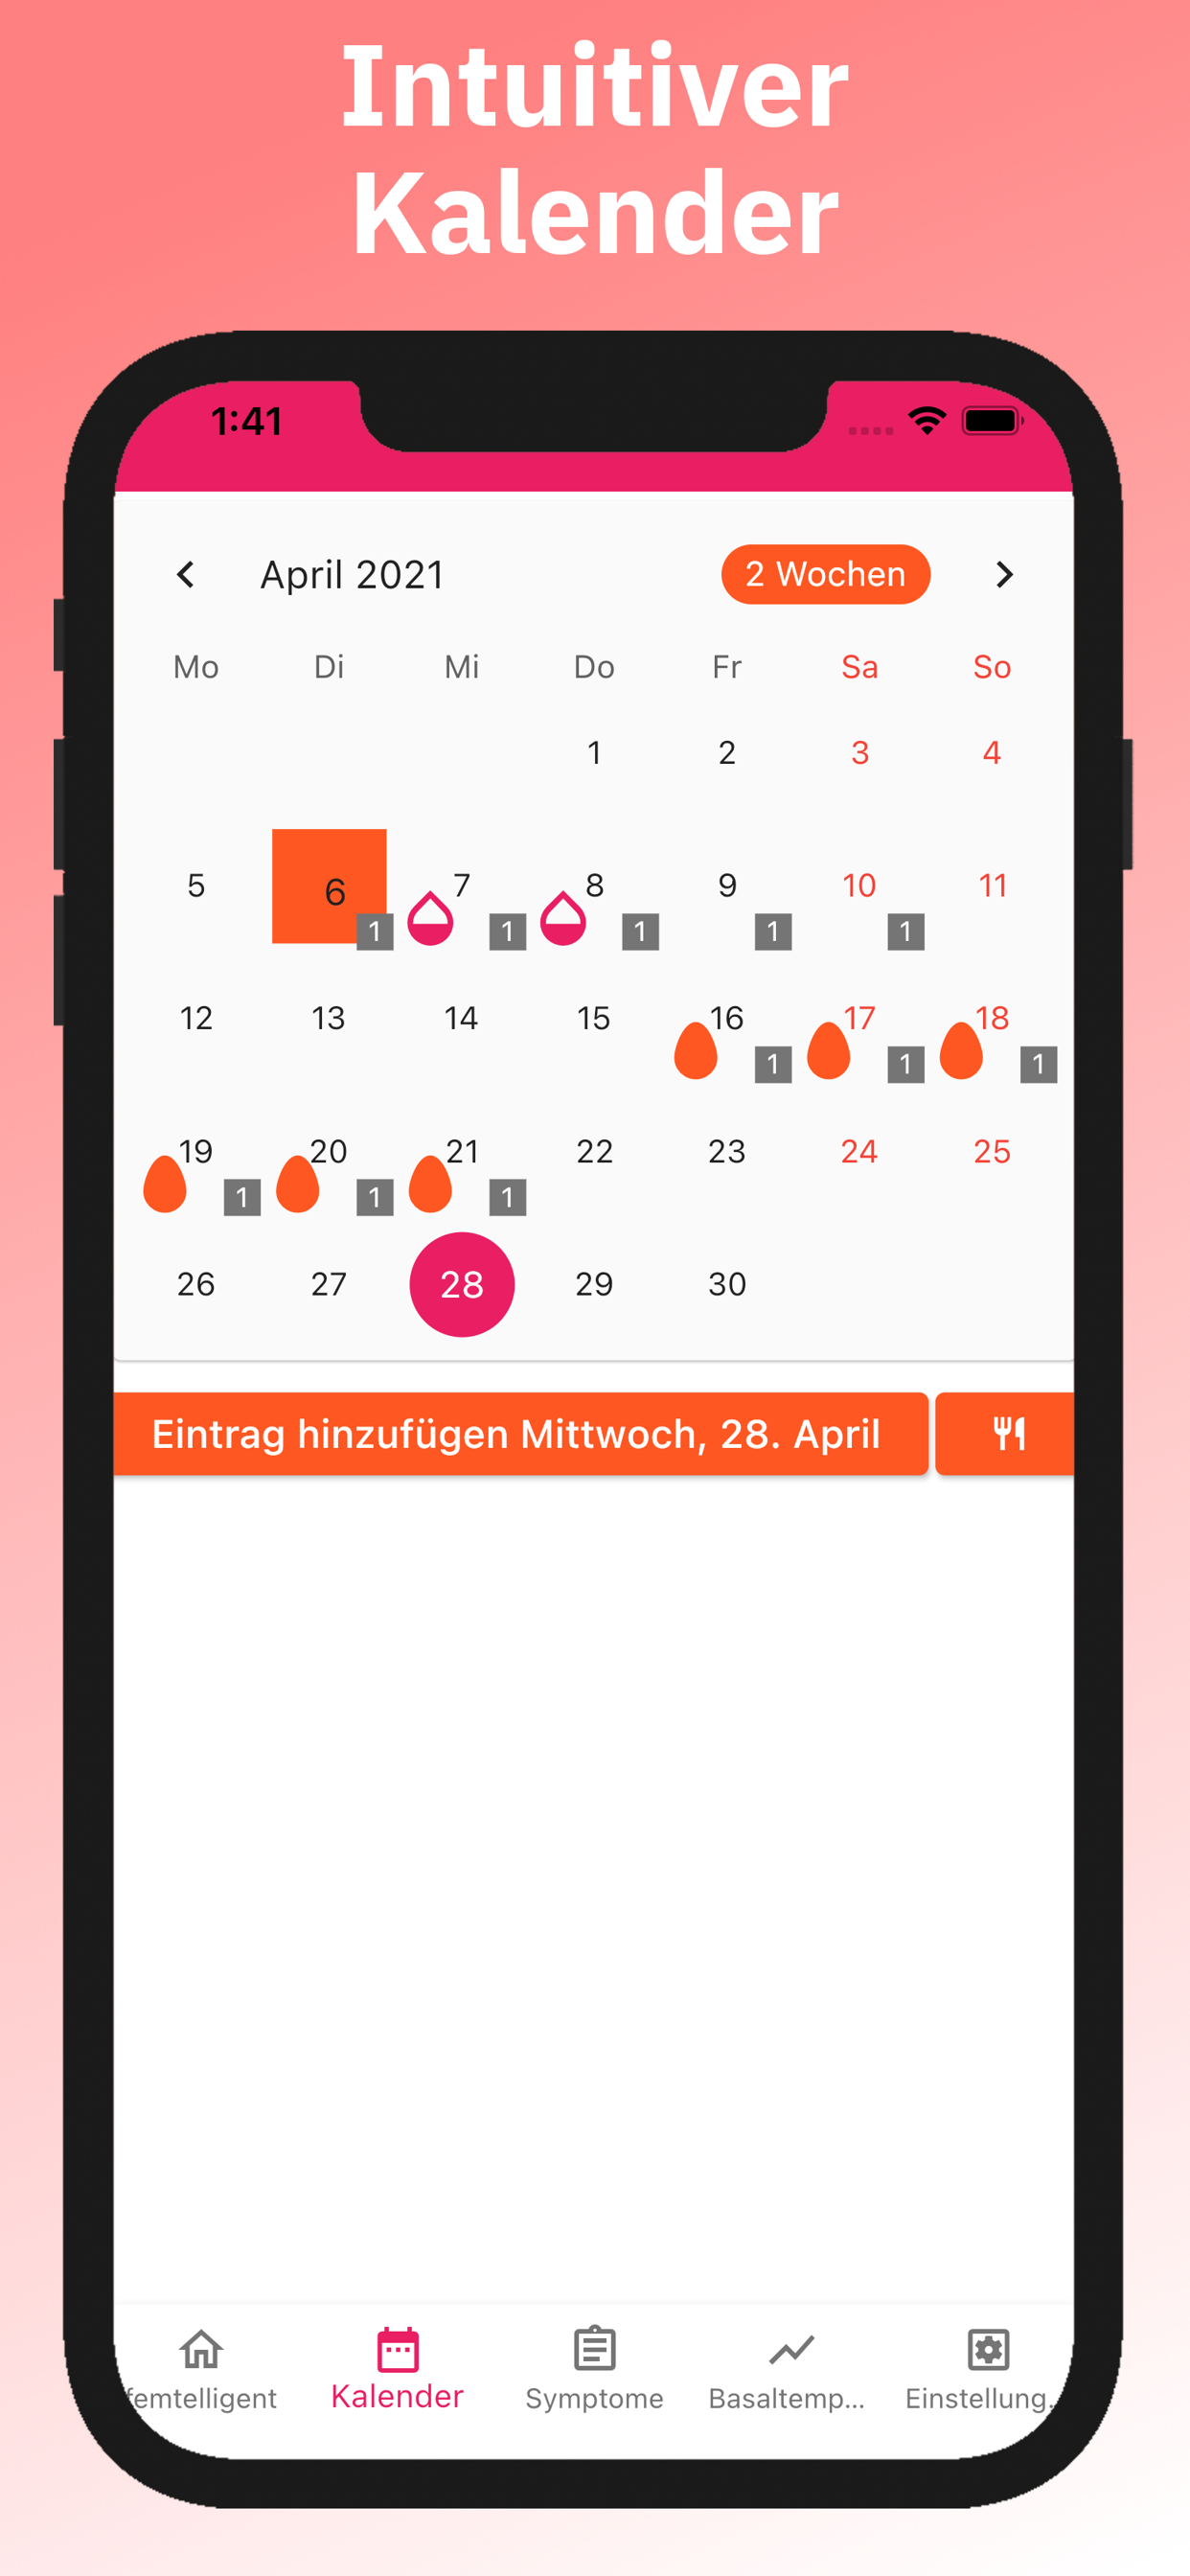 Intuitiver
Kalender
1:41
April 2021 2 Wochen
Mo Di Mi Do Fr Sa So
1 2 3 4
5 6 7 8 9 10 11
1 1 1 1 1
12 13 14 15 16 17 18
1 1 1
19 20 21 22 23 24 25
1 1 1
26 27 28 29 30
Eintrag hinzufügen Mittwoch, 28. April
femtelligent Kalender Symptome Basaltemp... Einstellung..